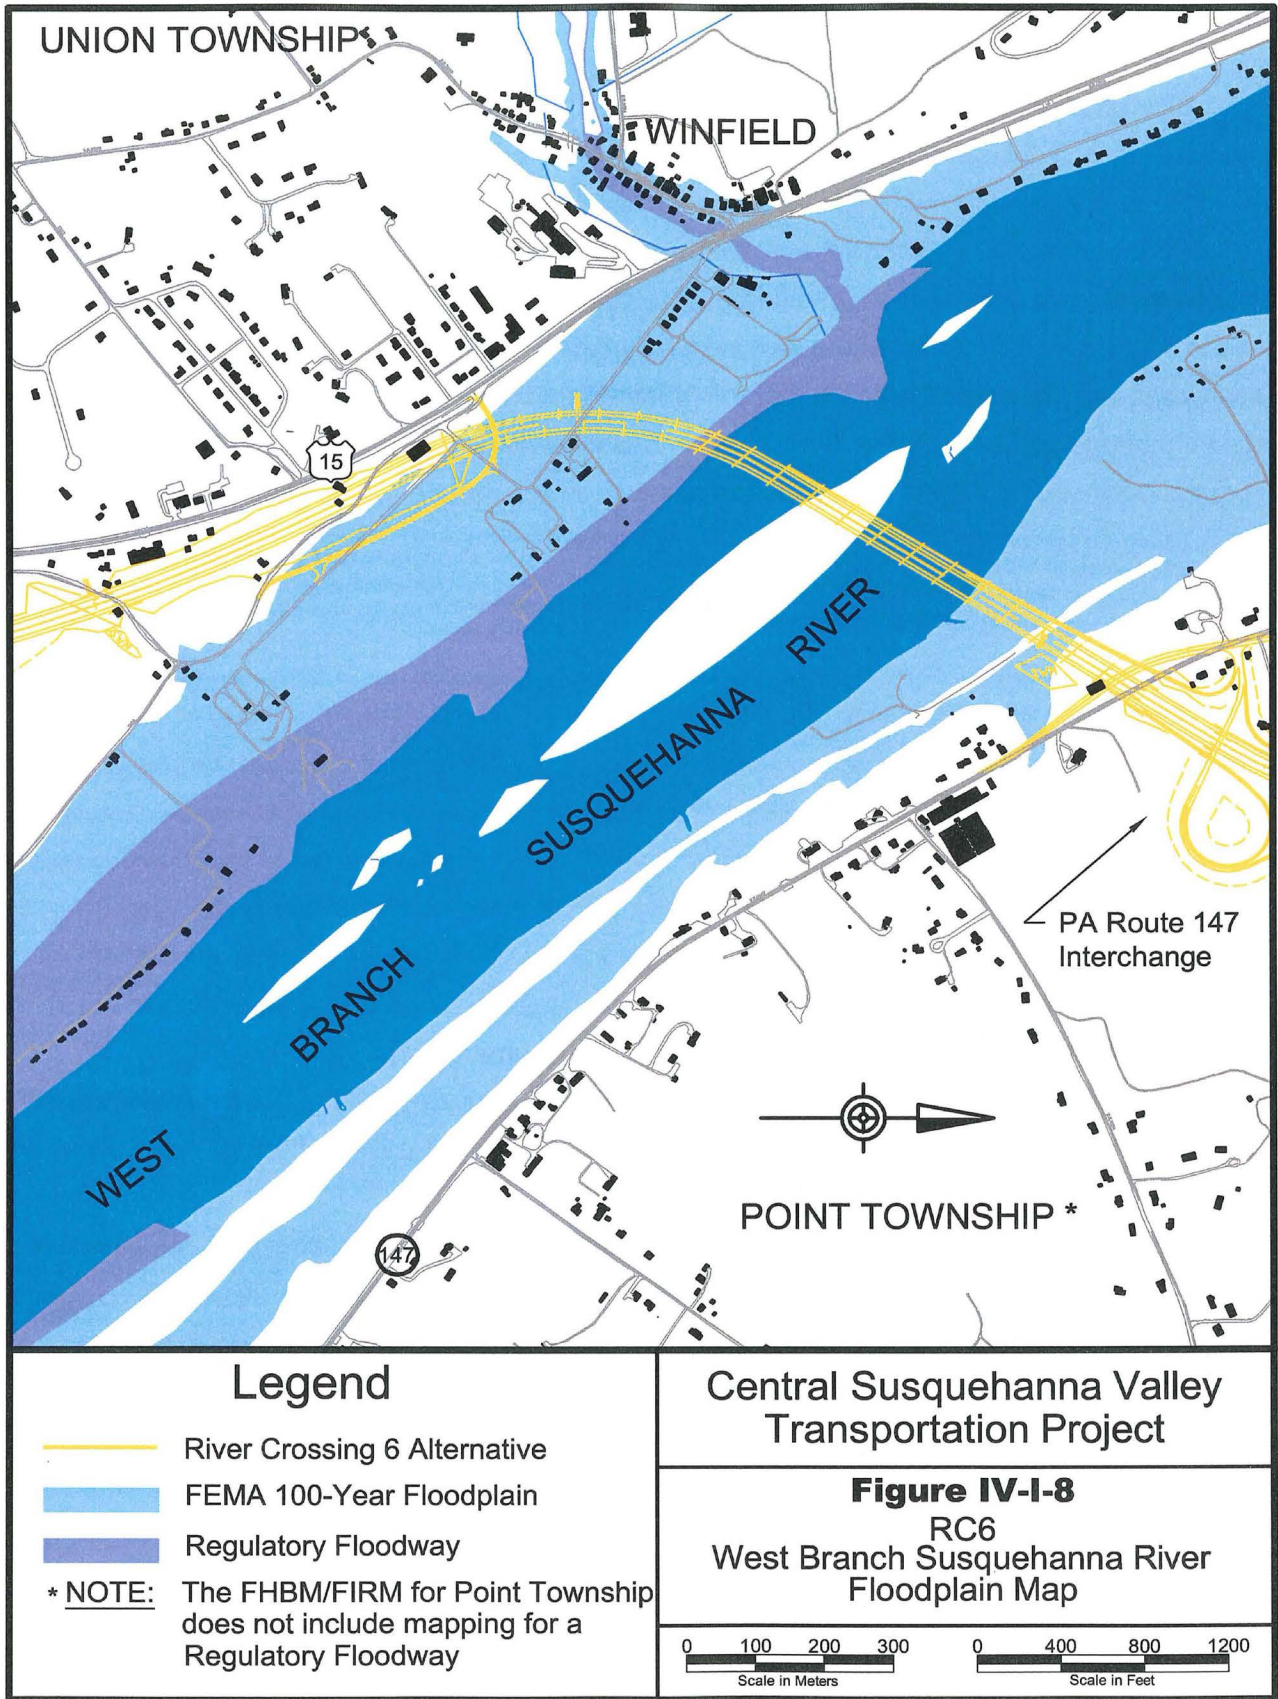 UNION TOWNSHIP
WINFIELD
15
RIVER
SUSQUEHANNA
BRANCH
WEST
PA Route 147
Interchange
POINT TOWNSHIP *
147
Legend
River Crossing 6 Alternative
FEMA 100-Year Floodplain
Regulatory Floodway
* NOTE: The FHBM/FIRM for Point Township
does not include mapping for a
Regulatory Floodway
Central Susquehanna Valley
Transportation Project
Figure IV-I-8
RC6
West Branch Susquehanna River
Floodplain Map
0 100 200 300
Scale in Meters
0 400 800 1200
Scale in Feet